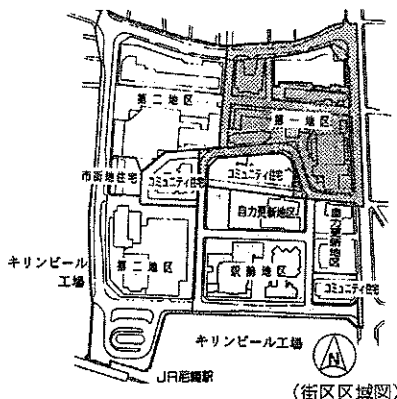 第二地区
第一地区
市街地住宅
コミュニティ住宅
コミュニティ住宅
自力更新地区
自力更新地区
キリンビール
工場
第二地区
駅前地区
コミュニティ住宅
キリンビール工場
N
JR尼崎駅
(街区区域図)